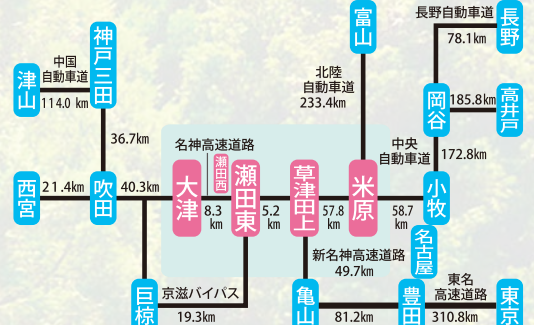 富山
長野自動車道
78.1km
長野
神戸三田
中国
自動車道
114.0 km
津山
北陸
自動車道
233.4km
岡谷
185.8km
高井戸
36.7km
名神高速道路
瀬田西
中央
自動車道
172.8km
西宮
21.4km
吹田
40.3km
大津
8.3
km
瀬田東
5.2
km
草津田上
57.8
km
米原
58.7
km
小牧
名古屋
新名神高速道路
49.7km
巨椋
京滋バイパス
19.3km
亀山
81.2km
豊田
東名
高速道路
310.8km
東京